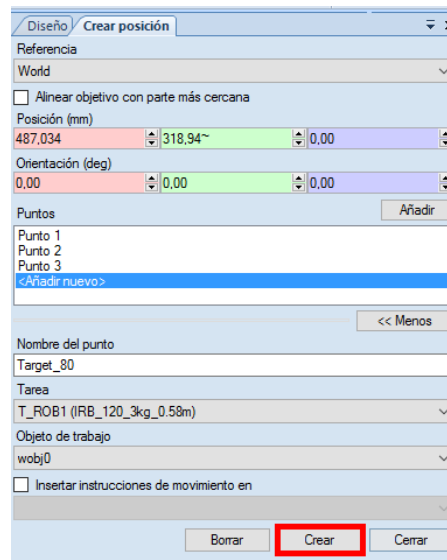 Diseño Crear posición
Referencia
World
Alinear objetivo con parte más cercana
Posición (mm)
487,034 318,94~ 0,00
Orientación (deg)
0,00 0,00 0,00
Puntos Añadir
Punto 1
Punto 2
Punto 3
<Añadir nuevo>
<< Menos
Nombre del punto
Target_80
Tarea
T_ROB1 (IRB_120_3kg_0.58m)
Objeto de trabajo
wobj0
Insertar instrucciones de movimiento en
Borrar Crear Cerrar